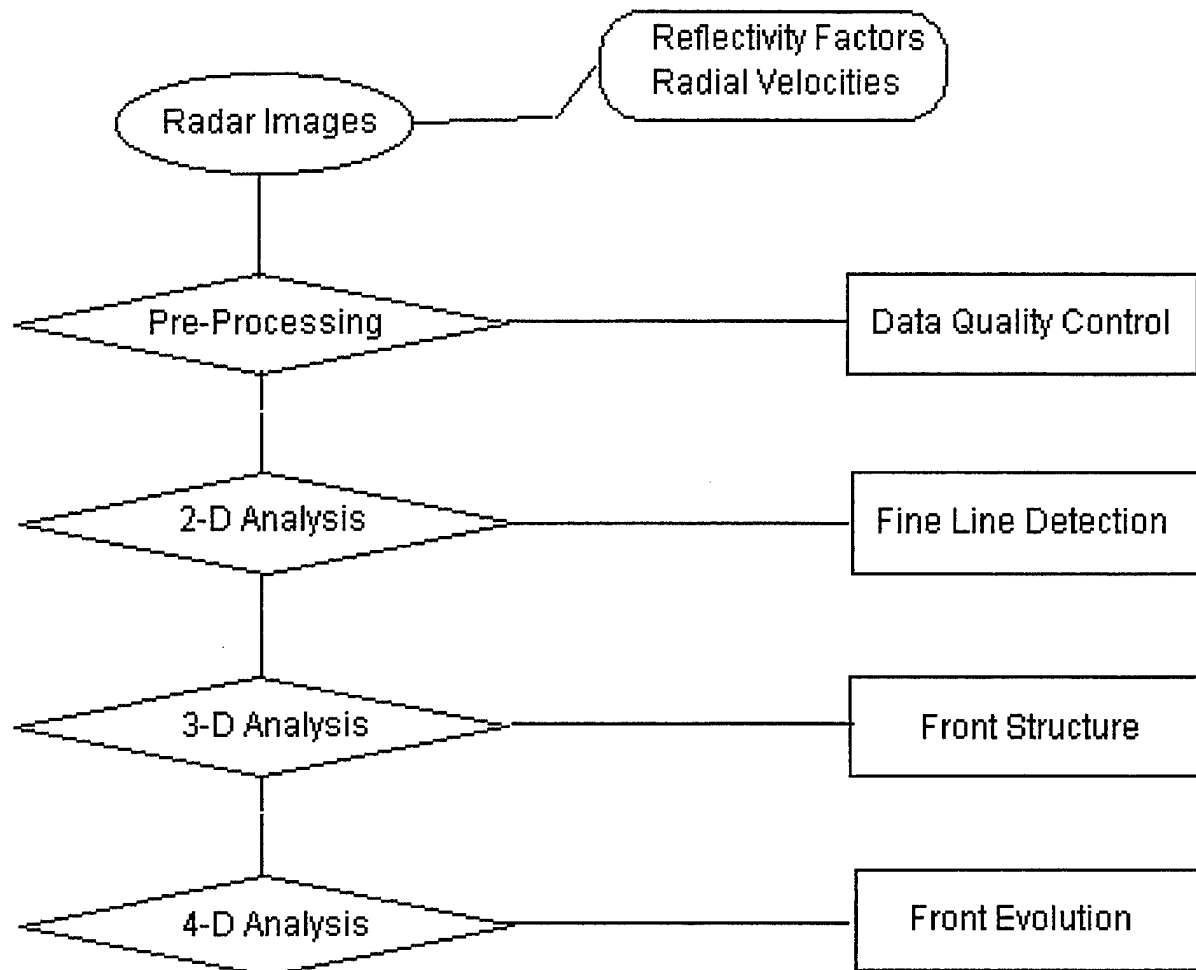 Reflectivity Factors
Radial Velocities
Radar Images
Pre-Processing
Data Quality Control
2-D Analysis
Fine Line Detection
3-D Analysis
Front Structure
4-D Analysis
Front Evolution